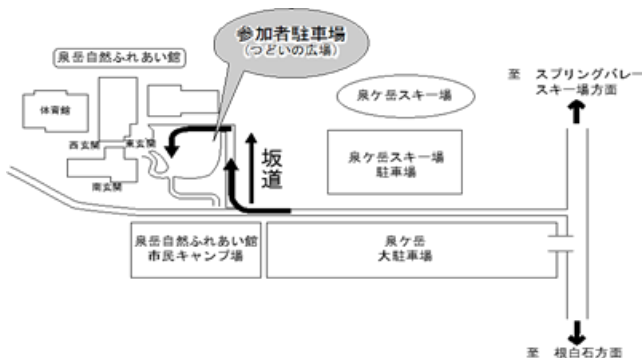 参加者駐車場
(つどいの広場)
泉岳自然ふれあい館
至 スプリングバレー
スキー場方面
体育館
泉ケ岳スキー場
西玄関
東玄関
坂道
泉ケ岳スキー場
駐車場
南玄関
泉岳自然ふれあい館
市民キャンプ場
泉ケ岳
大駐車場
至 根白石方面